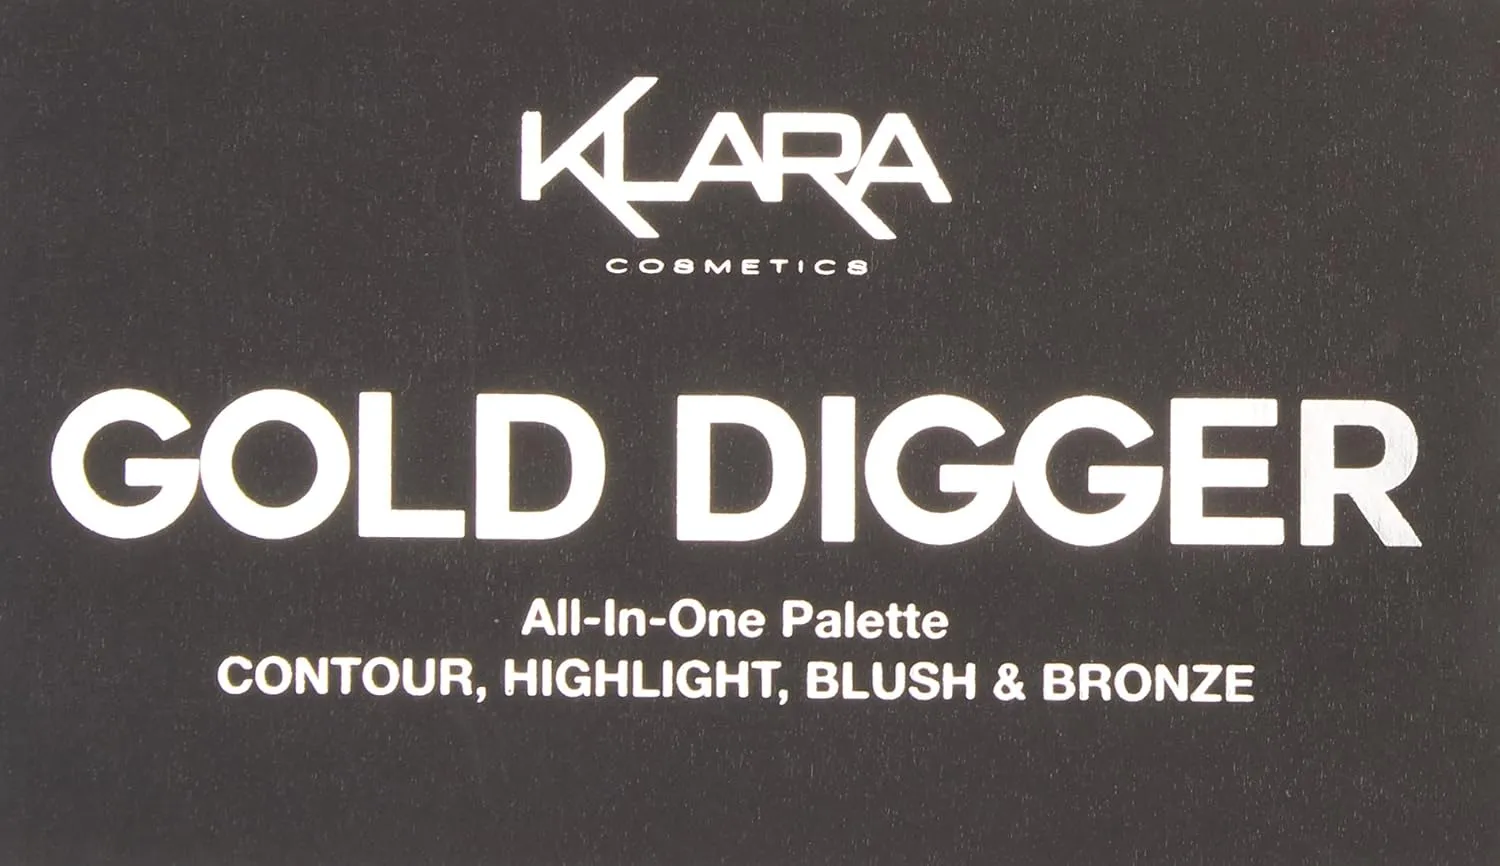 KLARA
COSMETICS
GOLD DIGGER
All-In-One Palette
CONTOUR, HIGHLIGHT, BLUSH & BRONZE